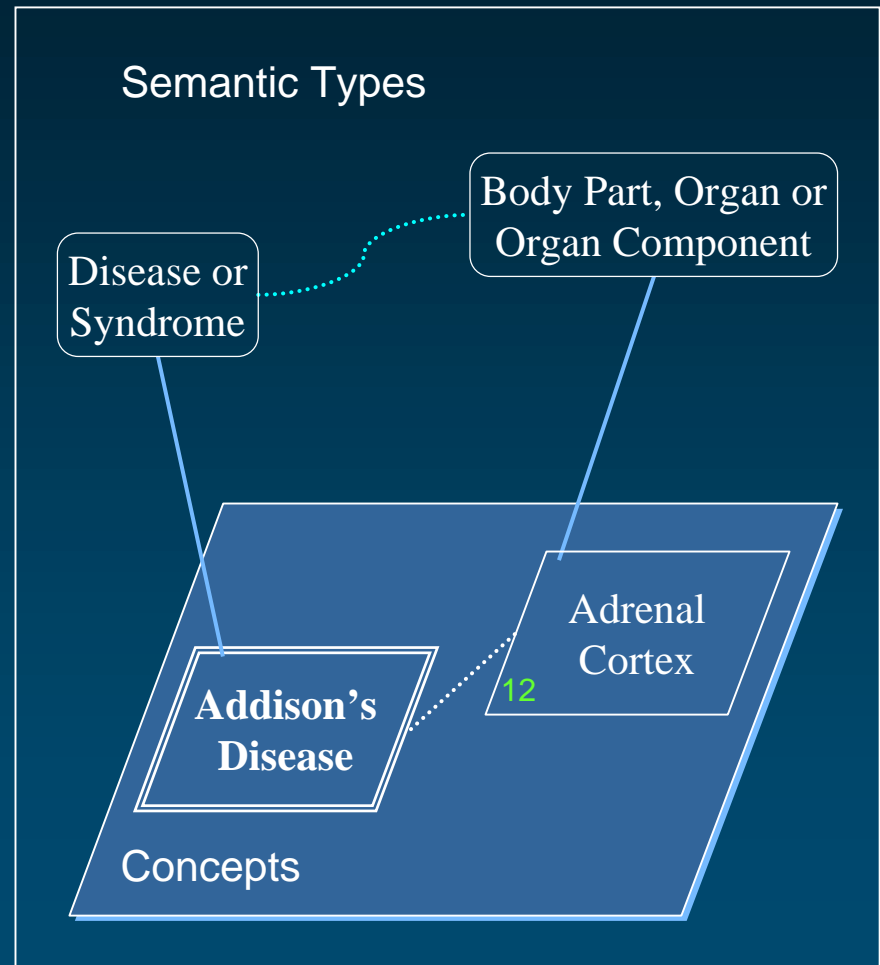 Semantic Types
Body Part, Organ or
Organ Component
Disease or
Syndrome
Adrenal
Cortex
12
Addison’s
Disease
Concepts